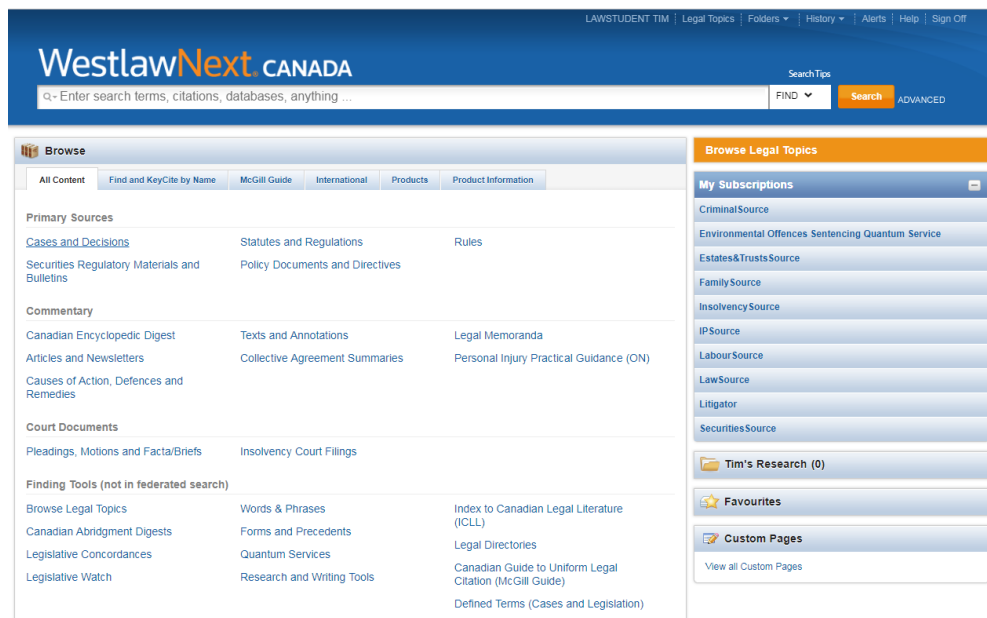 LAWSTUDENT TIM Legal Topics Folders History Alerts Help Sign Off
WestlawNext. CANADA
Search Tips
Enter search terms, citations, databases, anything ...
FIND
Search
ADVANCED
Browse
All Content Find and KeyCite by Name McGill Guide International Products Product Information
Primary Sources
Cases and Decisions Statutes and Regulations Rules
Securities Regulatory Materials and Policy Documents and Directives
Bulletins
Commentary
Canadian Encyclopedic Digest Texts and Annotations Legal Memoranda
Articles and Newsletters Collective Agreement Summaries Personal Injury Practical Guidance (ON)
Causes of Action, Defences and
Remedies
Court Documents
Pleadings, Motions and Facta/Briefs Insolvency Court Filings
Finding Tools (not in federated search)
Browse Legal Topics Words & Phrases Index to Canadian Legal Literature
(ICLL)
Canadian Abridgment Digests Forms and Precedents
Legal Directories
Legislative Concordances Quantum Services
Canadian Guide to Uniform Legal
Citation (McGill Guide)
Legislative Watch Research and Writing Tools
Defined Terms (Cases and Legislation)
Browse Legal Topics
My Subscriptions
CriminalSource
Environmental Offences Sentencing Quantum Service
Estates&TrustsSource
FamilySource
InsolvencySource
IPSource
LabourSource
LawSource
Litigator
SecuritiesSource
Tim's Research (0)
Favourites
Custom Pages
View all Custom Pages